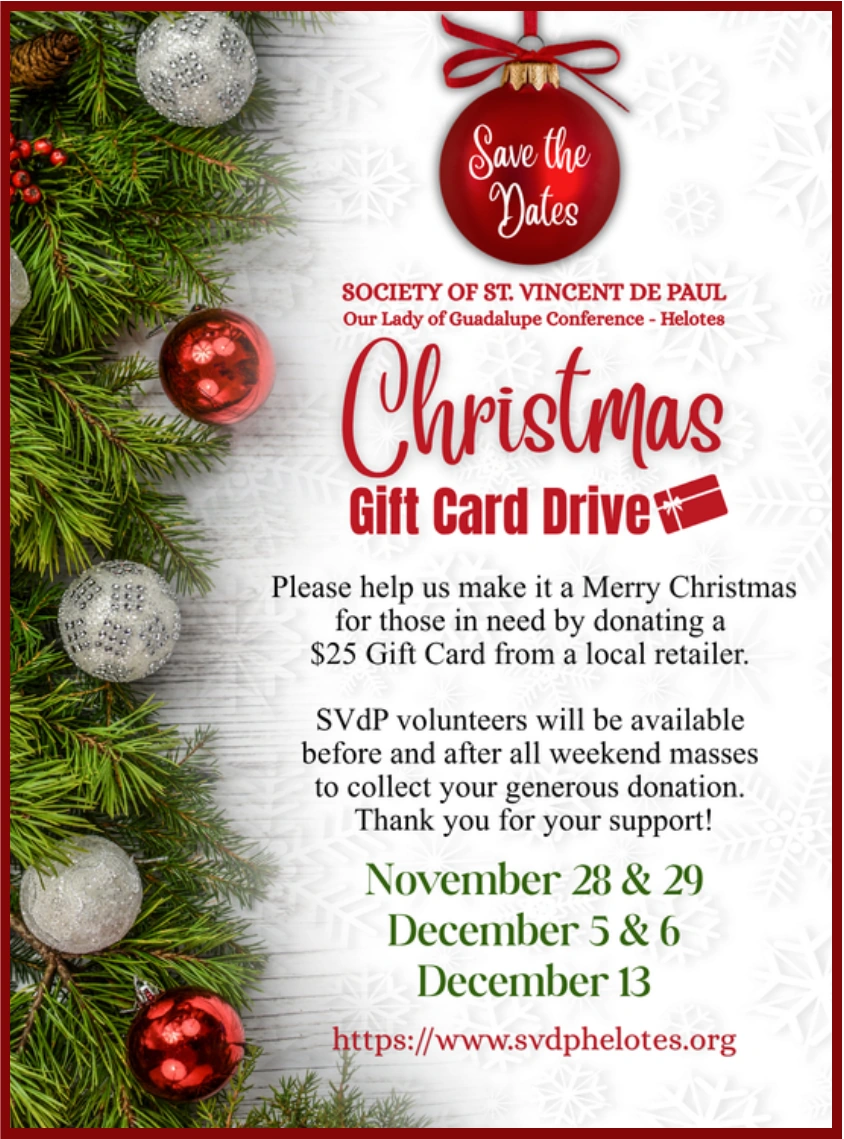 Save the
Dates
SOCIETY OF ST. VINCENT DE PAUL
Our Lady of Guadalupe Conference - Helotes
Christmas
Gift Card Drive
Please help us make it a Merry Christmas
for those in need by donating a
$25 Gift Card from a local retailer.
SVdP volunteers will be available
before and after all weekend masses
to collect your generous donation.
Thank you for your support!
November 28 & 29
December 5 & 6
December 13
https://www.svdphelotes.org